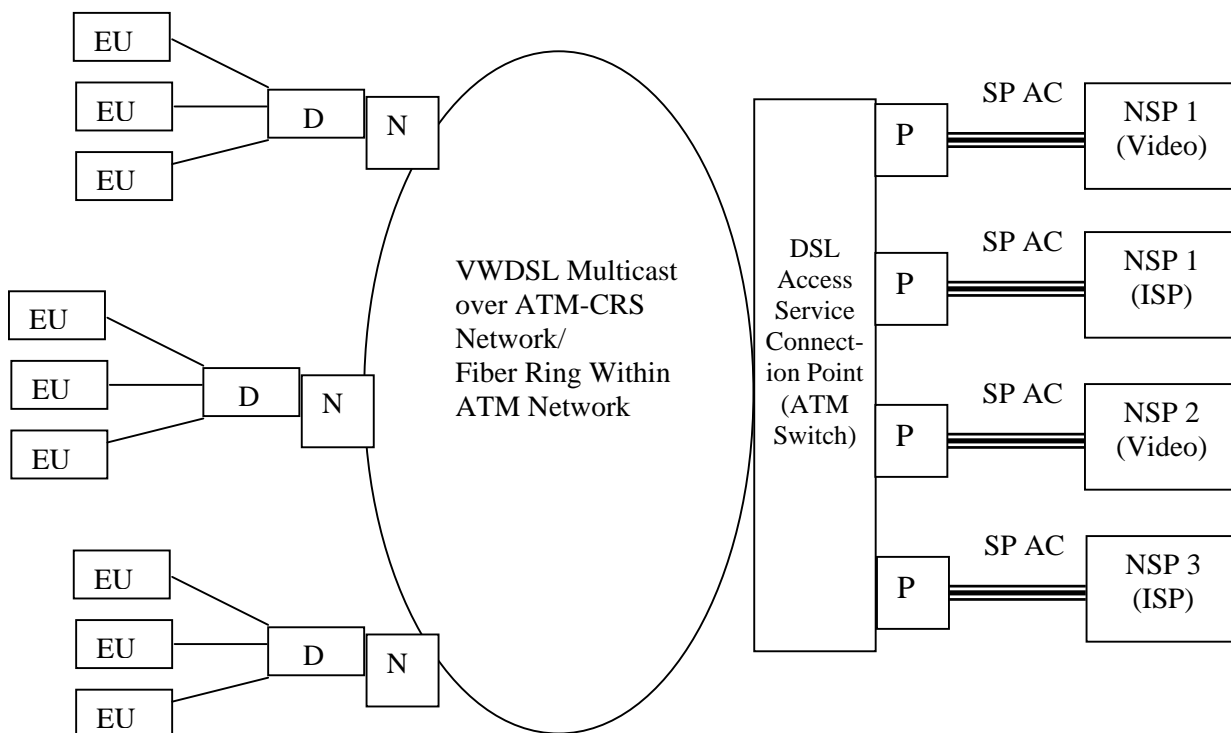 EU
EU
EU
D
N
EU
EU
EU
D
N
EU
EU
EU
D
N
VWDSL Multicast
over ATM-CRS
Network/
Fiber Ring Within
ATM Network
DSL
Access
Service
Connect-
ion Point
(ATM
Switch)
P
SP AC
NSP 1
(Video)
P
SP AC
NSP 1
(ISP)
P
SP AC
NSP 2
(Video)
P
SP AC
NSP 3
(ISP)